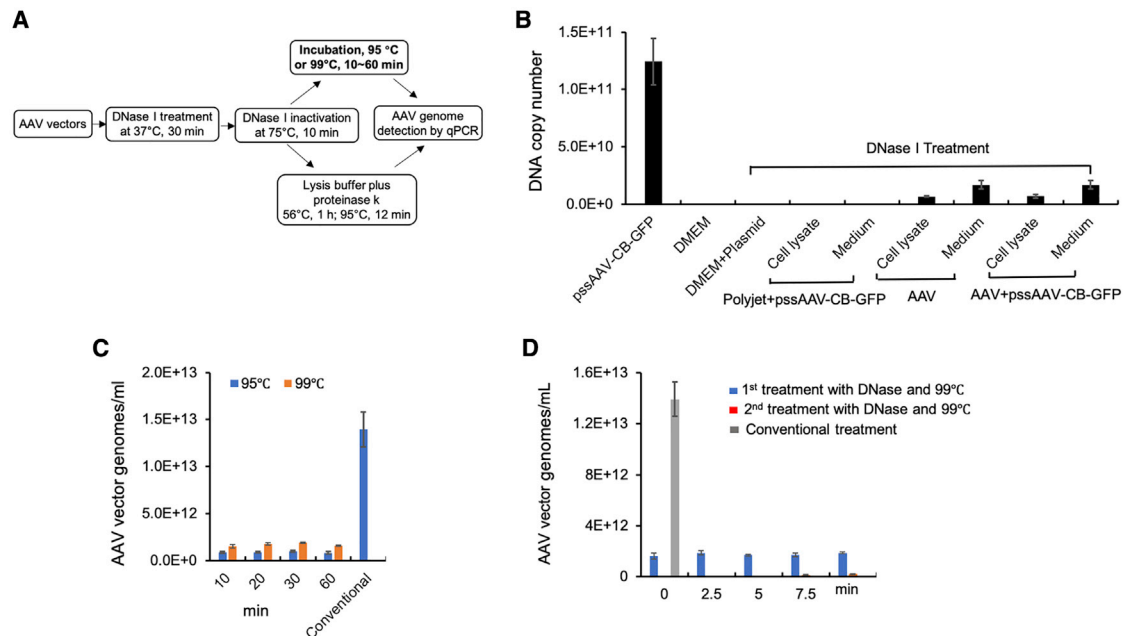 A
AAV vectors
DNase I treatment
at 37°C, 30 min
DNase I inactivation
at 75°C, 10 min
Incubation, 95 °C
or 99°C, 10~60 min
AAV genome
detection by qPCR
Lysis buffer plus
proteinase k
56°C, 1 h; 95°C, 12 min
B
DNA copy number
1.5E+11
1.0E+11
5.0E+10
0.0E+0
DNase I Treatment
pssAAV-CB-GFP
DMEM
DMEM+Plasmid
Cell lysate
Medium
Cell lysate
Medium
Cell lysate
Medium
Polyjet+pssAAV-CB-GFP
AAV
AAV+pssAAV-CB-GFP
C
AAV vector genomes/ml
2.0E+13
1.5E+13
1.0E+13
5.0E+12
0.0E+0
95℃
99℃
10
20
30
60
Conventional
min
D
AAV vector genomes/mL
1.6E+13
1.2E+13
8E+12
4E+12
0
1st treatment with DNase and 99℃
2nd treatment with DNase and 99℃
Conventional treatment
0
2.5
5
7.5
min